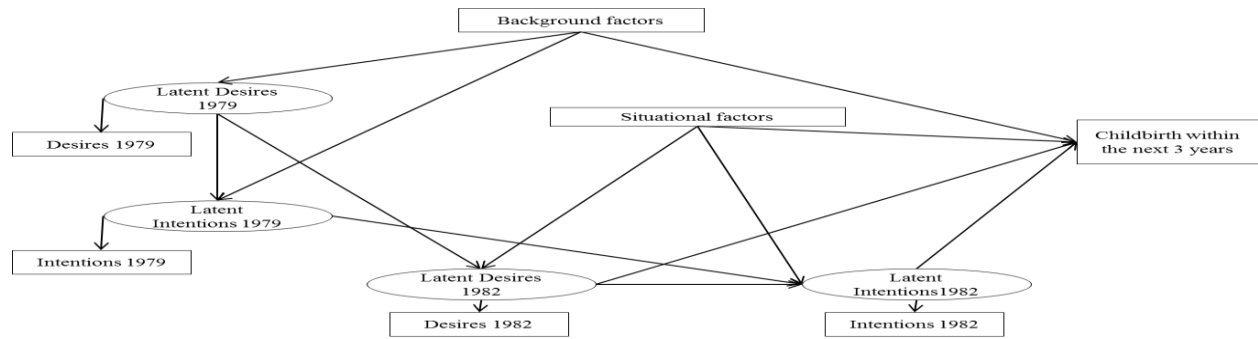 Background factors
Latent Desires
1979
Situational factors
Desires 1979
Childbirth within
the next 3 years
Latent
Intentions 1979
Intentions 1979
Latent Desires
1982
Latent
Intentions1982
Desires 1982
Intentions 1982